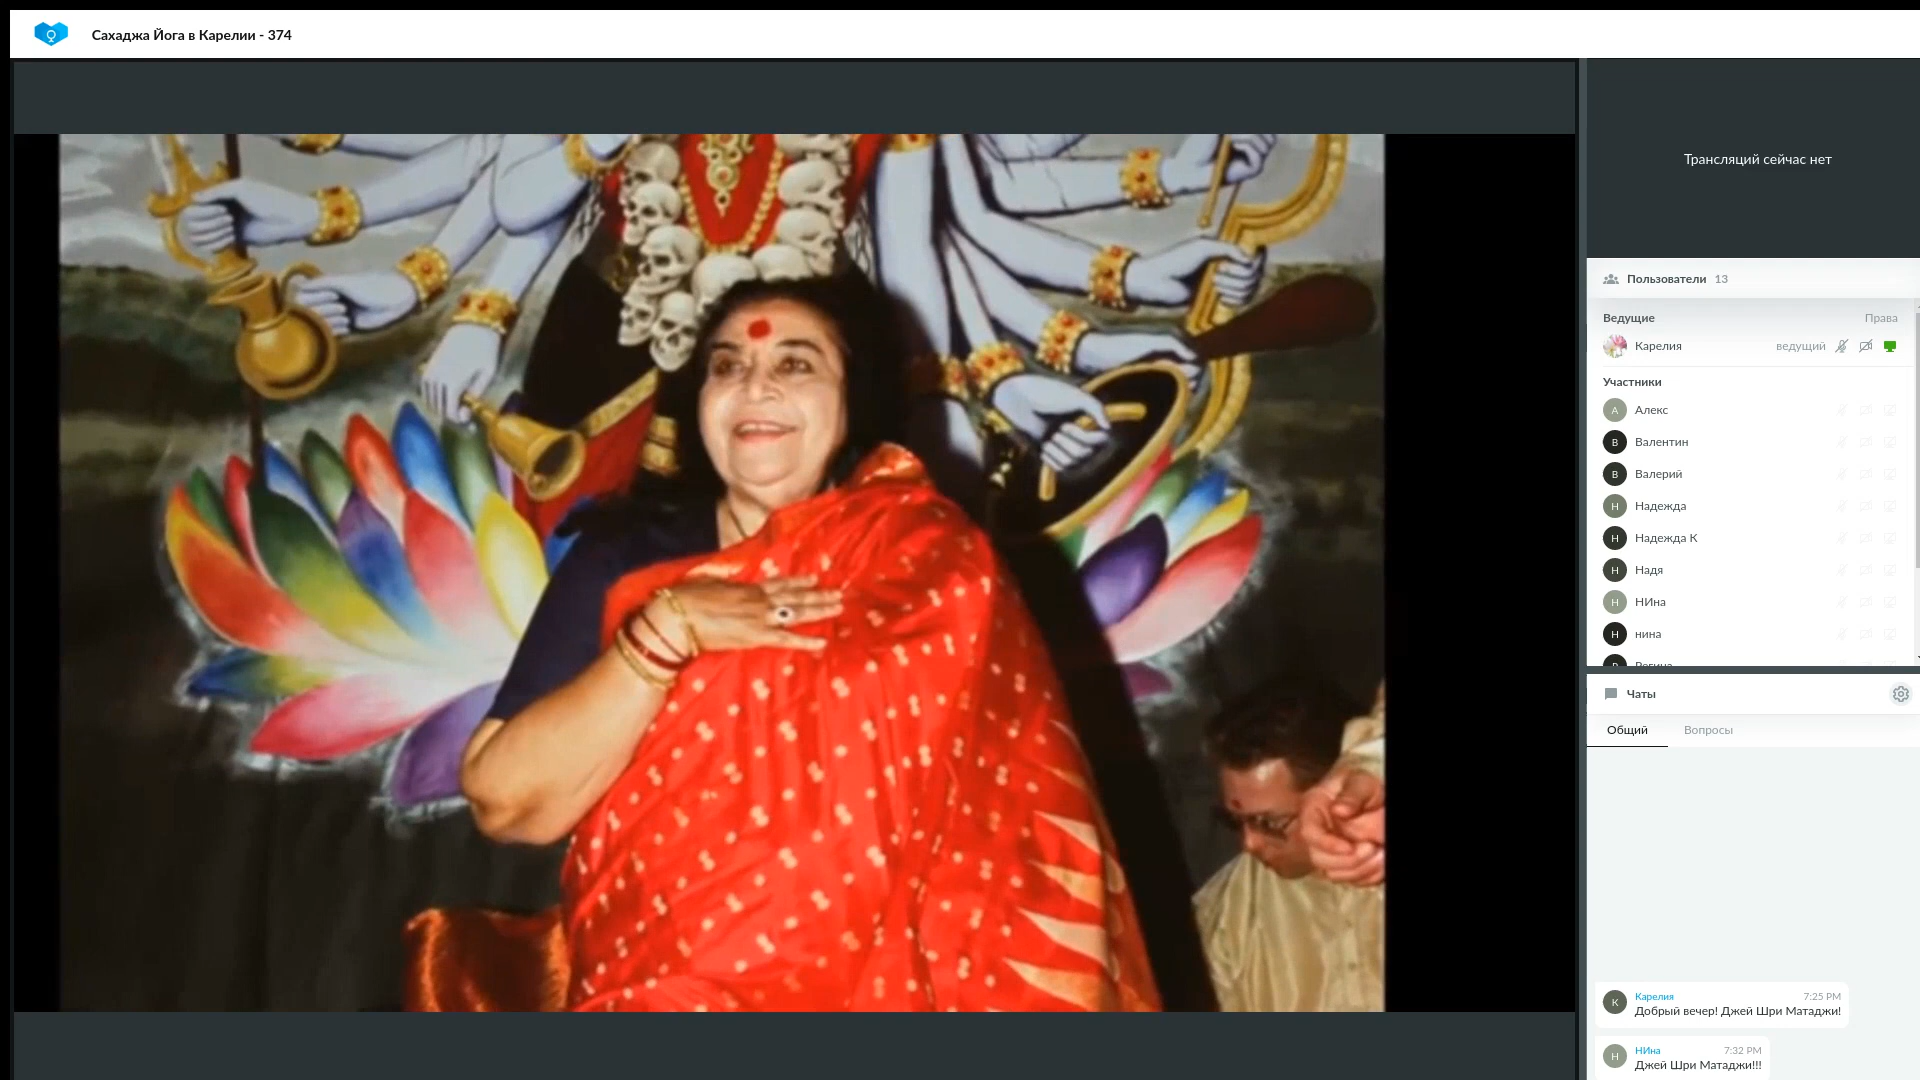 Сахаджа Йога в Карелии - 374
Трансляций сейчас нет
Пользователи 13
Ведущие Права
Карелия ведущий
Участники
А Алекс
В Валентин
В Валерий
Н Надежда
Н Надежда К
Н Надя
Н НИна
Н нина
Регина
Чаты
Общий Вопросы
К Карелия 7:25 PM
Добрый вечер! Джей Шри Матаджи!
Н НИна 7:32 PM
Джей Шри Матаджи!!!